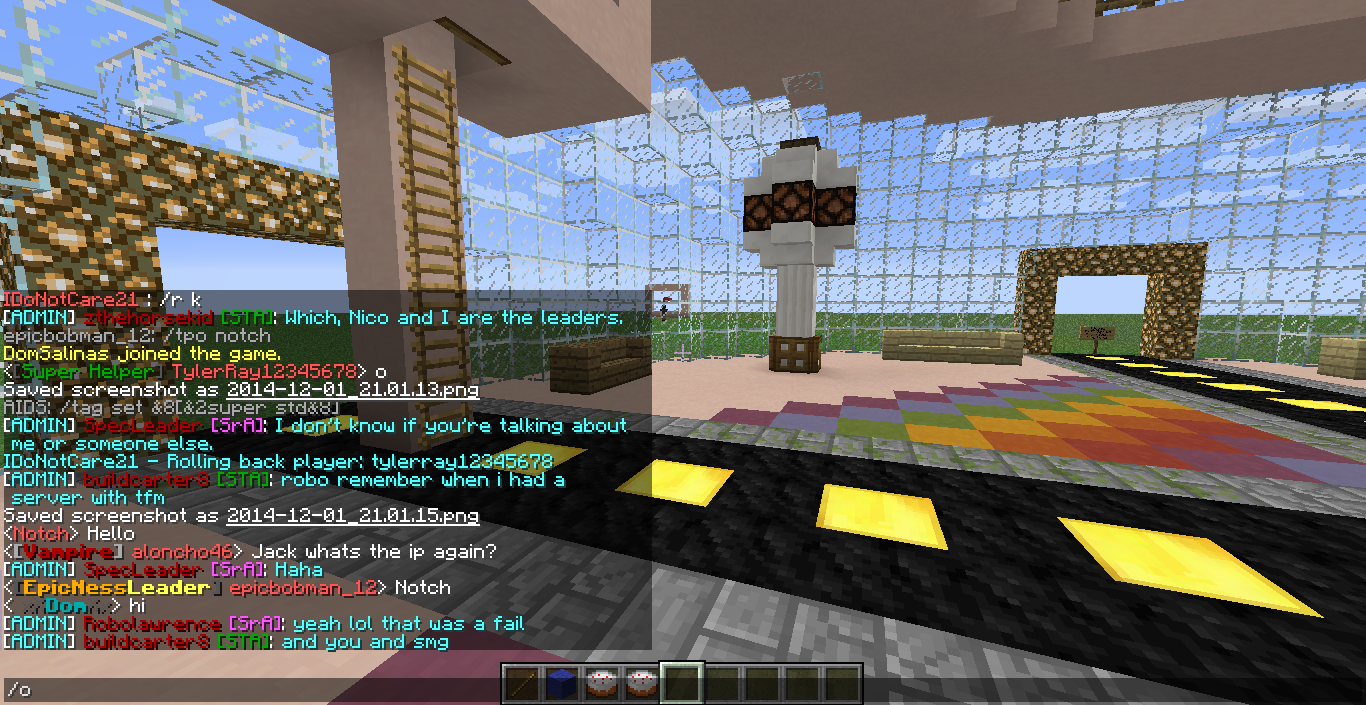 IDoNotCare21 : /r k
[ADMIN] zthehorsekid [STA]: Which, Nico and I are the leaders.
epicbobman_12: /tpo notch
DomSalinas joined the game.
<[Super Helper] TylerRay12345678> o
Saved screenshot as 2014-12-01_21.01.13.png
AIDS: /tag set &8[&2super std&8]
[ADMIN] SpecLeader [SrA]: I don't know if you're talking about
me or someone else.
IDoNotCare21 - Rolling back player: tylerray12345678
[ADMIN] buildcarter8 [STA]: robo remember when i had a
server with tfm
Saved screenshot as 2014-12-01_21.01.15.png
<Notch> Hello
<[Vampire] aloncho46> Jack whats the ip again?
[ADMIN] SpecLeader [SrA]: Haha
<[EpicNessLeader] epicbobman_12> Notch
< Dom > hi
[ADMIN] Robolaurence [SrA]: yeah lol that was a fail
[ADMIN] buildcarter8 [STA]: and you and smg
/o